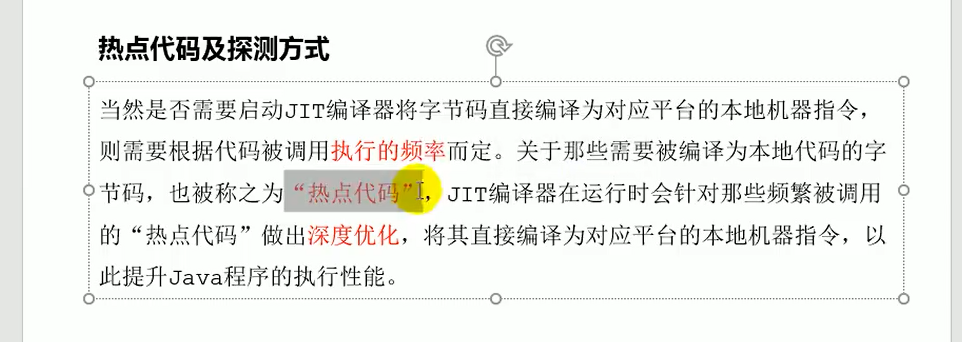 热点代码及探测方式
当然是否需要启动JIT编译器将字节码直接编译为对应平台的本地机器指令，
则需要根据代码被调用执行的频率而定。关于那些需要被编译为本地代码的字
节码，也被称之为“热点代码”，JIT编译器在运行时会针对那些频繁被调用
的“热点代码”做出深度优化，将其直接编译为对应平台的本地机器指令，以
此提升Java程序的执行性能。